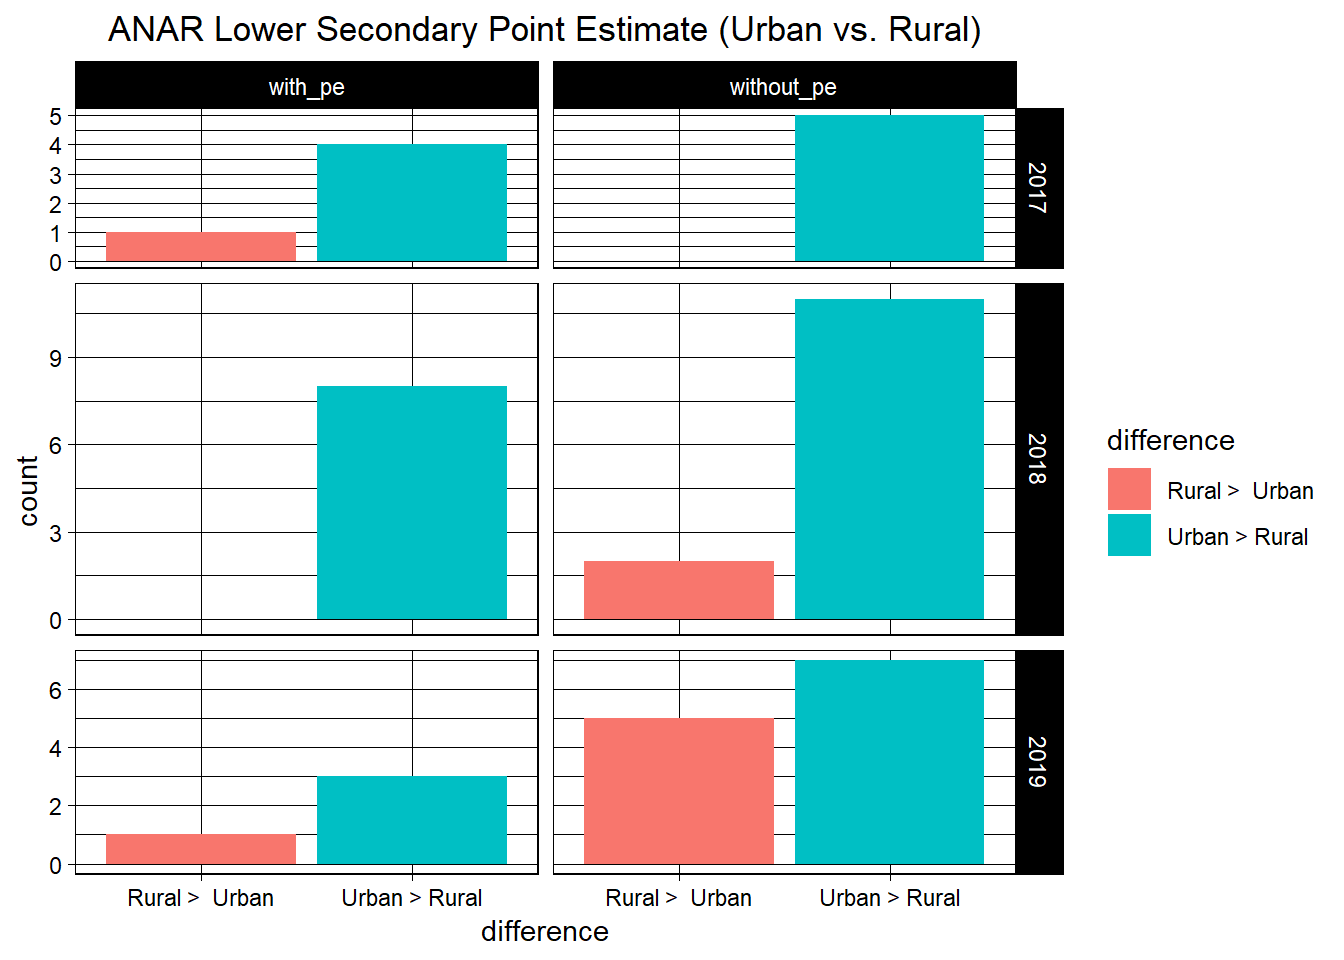 ANAR Lower Secondary Point Estimate (Urban vs. Rural)
with_pe
without_pe
5
4
3
2
1
0
2017
9
6
3
0
2018
6
4
2
0
2019
count
Rural >  Urban
Urban > Rural
Rural >  Urban
Urban > Rural
difference
difference
Rural >  Urban
Urban > Rural